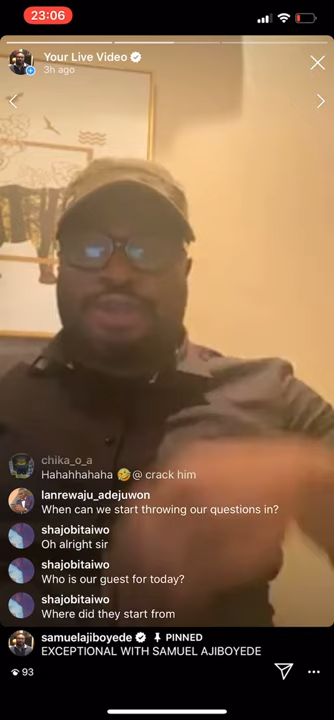 23:06
Your Live Video
3h ago
chika_o_a
Hahahhahaha 🤣@ crack him
lanrewaju_adejuwon
When can we start throwing our questions in?
shajobitaiwo
Oh alright sir
shajobitaiwo
Who is our guest for today?
shajobitaiwo
Where did they start from
samuelajiboyede PINNED
EXCEPTIONAL WITH SAMUEL AJIBOYEDE
93